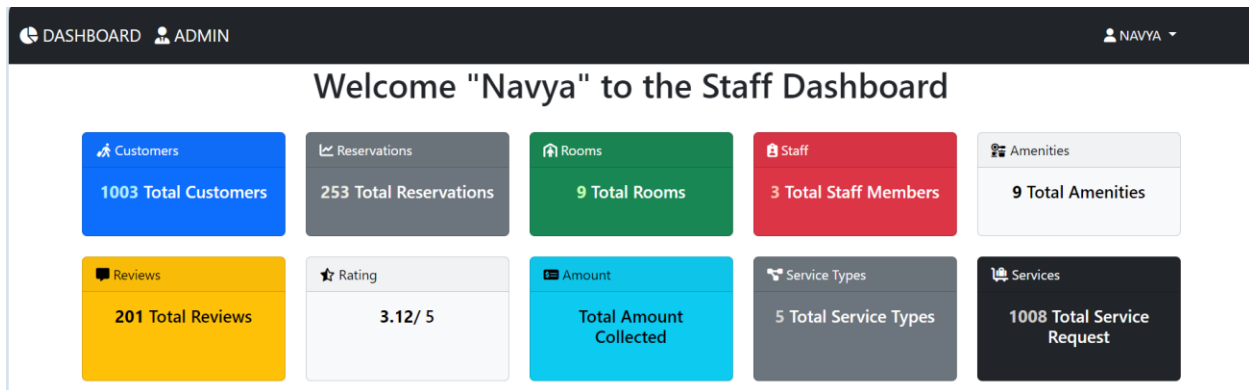 DASHBOARD ADMIN NAVYA
Welcome "Navya" to the Staff Dashboard
Customers
1003 Total Customers
Reservations
253 Total Reservations
Rooms
9 Total Rooms
Staff
3 Total Staff Members
Amenities
9 Total Amenities
Reviews
201 Total Reviews
Rating
3.12/ 5
Amount
Total Amount
Collected
Service Types
5 Total Service Types
Services
1008 Total Service
Request